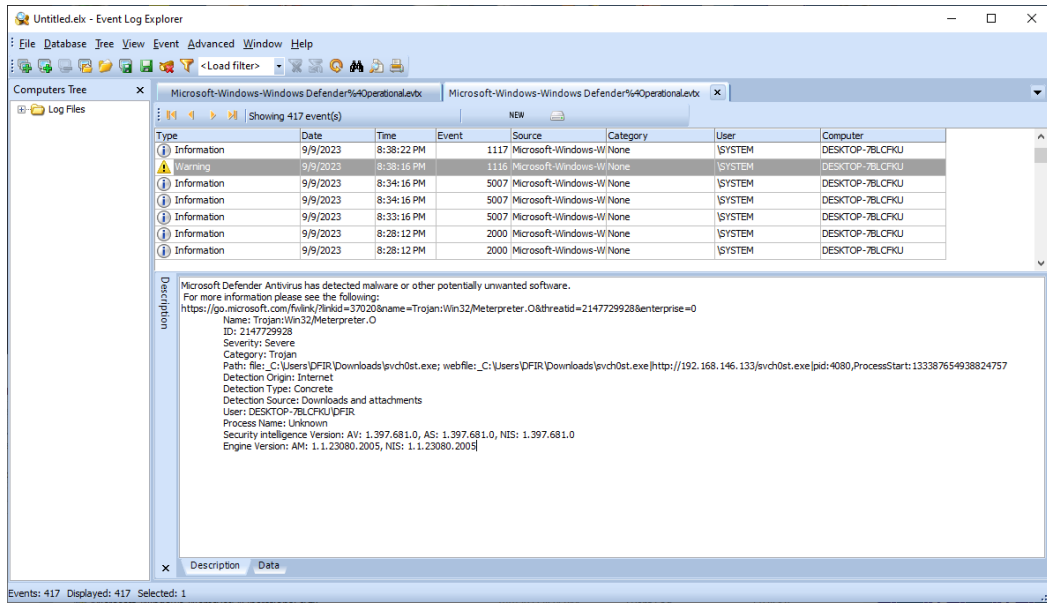 Untitled.elx - Event Log Explorer
File Database Tree View Event Advanced Window Help
<Load filter>
Computers Tree x
Microsoft-Windows-Windows Defender%4Operational.evtx Microsoft-Windows-Windows Defender%4Operational.evtx x
Log Files
Showing 417 event(s) NEW
Type Date Time Event Source Category User Computer
Information 9/9/2023 8:38:22 PM 1117 Microsoft-Windows-W None \SYSTEM DESKTOP-7BLCFKU
Warning 9/9/2023 8:38:16 PM 1116 Microsoft-Windows-W None \SYSTEM DESKTOP-7BLCFKU
Information 9/9/2023 8:34:16 PM 5007 Microsoft-Windows-W None \SYSTEM DESKTOP-7BLCFKU
Information 9/9/2023 8:34:16 PM 5007 Microsoft-Windows-W None \SYSTEM DESKTOP-7BLCFKU
Information 9/9/2023 8:33:16 PM 5007 Microsoft-Windows-W None \SYSTEM DESKTOP-7BLCFKU
Information 9/9/2023 8:28:12 PM 2000 Microsoft-Windows-W None \SYSTEM DESKTOP-7BLCFKU
Information 9/9/2023 8:28:12 PM 2000 Microsoft-Windows-W None \SYSTEM DESKTOP-7BLCFKU
Description
Microsoft Defender Antivirus has detected malware or other potentially unwanted software.
For more information please see the following:
https://go.microsoft.com/fwlink/?linkid=37020&name=Trojan:Win32/Meterpreter.O&threatid=2147729928&enterprise=0
Name: Trojan:Win32/Meterpreter.O
ID: 2147729928
Severity: Severe
Category: Trojan
Path: file:_C:\Users\DFIR\Downloads\svch0st.exe; webfile:_C:\Users\DFIR\Downloads\svch0st.exe|http://192.168.146.133/svch0st.exe|pid:4080,ProcessStart:133387654938824757
Detection Origin: Internet
Detection Type: Concrete
Detection Source: Downloads and attachments
User: DESKTOP-7BLCFKU\DFIR
Process Name: Unknown
Security intelligence Version: AV: 1.397.681.0, AS: 1.397.681.0, NIS: 1.397.681.0
Engine Version: AM: 1.1.23080.2005, NIS: 1.1.23080.2005
x Description Data
Events: 417 Displayed: 417 Selected: 1